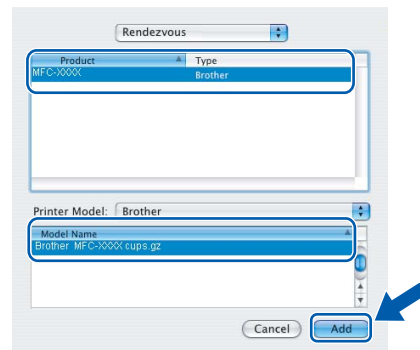 Rendezvous
Product Type
MFC-XXXX Brother
Printer Model: Brother
Model Name
Brother MFC-XXXX cups.gz
Cancel Add